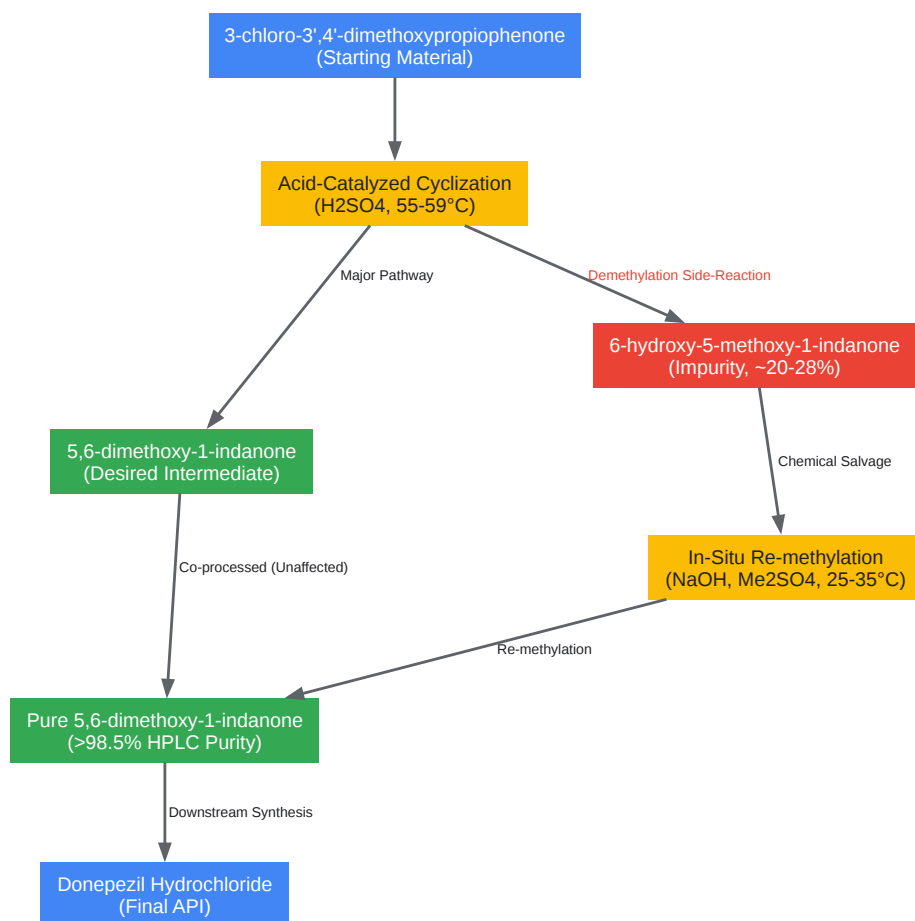 3-chloro-3',4'-dimethoxypropiophenone
(Starting Material)
Acid-Catalyzed Cyclization
(H2SO4, 55-59°C)
Major Pathway
Demethylation Side-Reaction
6-hydroxy-5-methoxy-1-indanone
(Impurity, ~20-28%)
5,6-dimethoxy-1-indanone
(Desired Intermediate)
Chemical Salvage
In-Situ Re-methylation
(NaOH, Me2SO4, 25-35°C)
Co-processed (Unaffected)
Re-methylation
Pure 5,6-dimethoxy-1-indanone
(>98.5% HPLC Purity)
Downstream Synthesis
Donepezil Hydrochloride
(Final API)